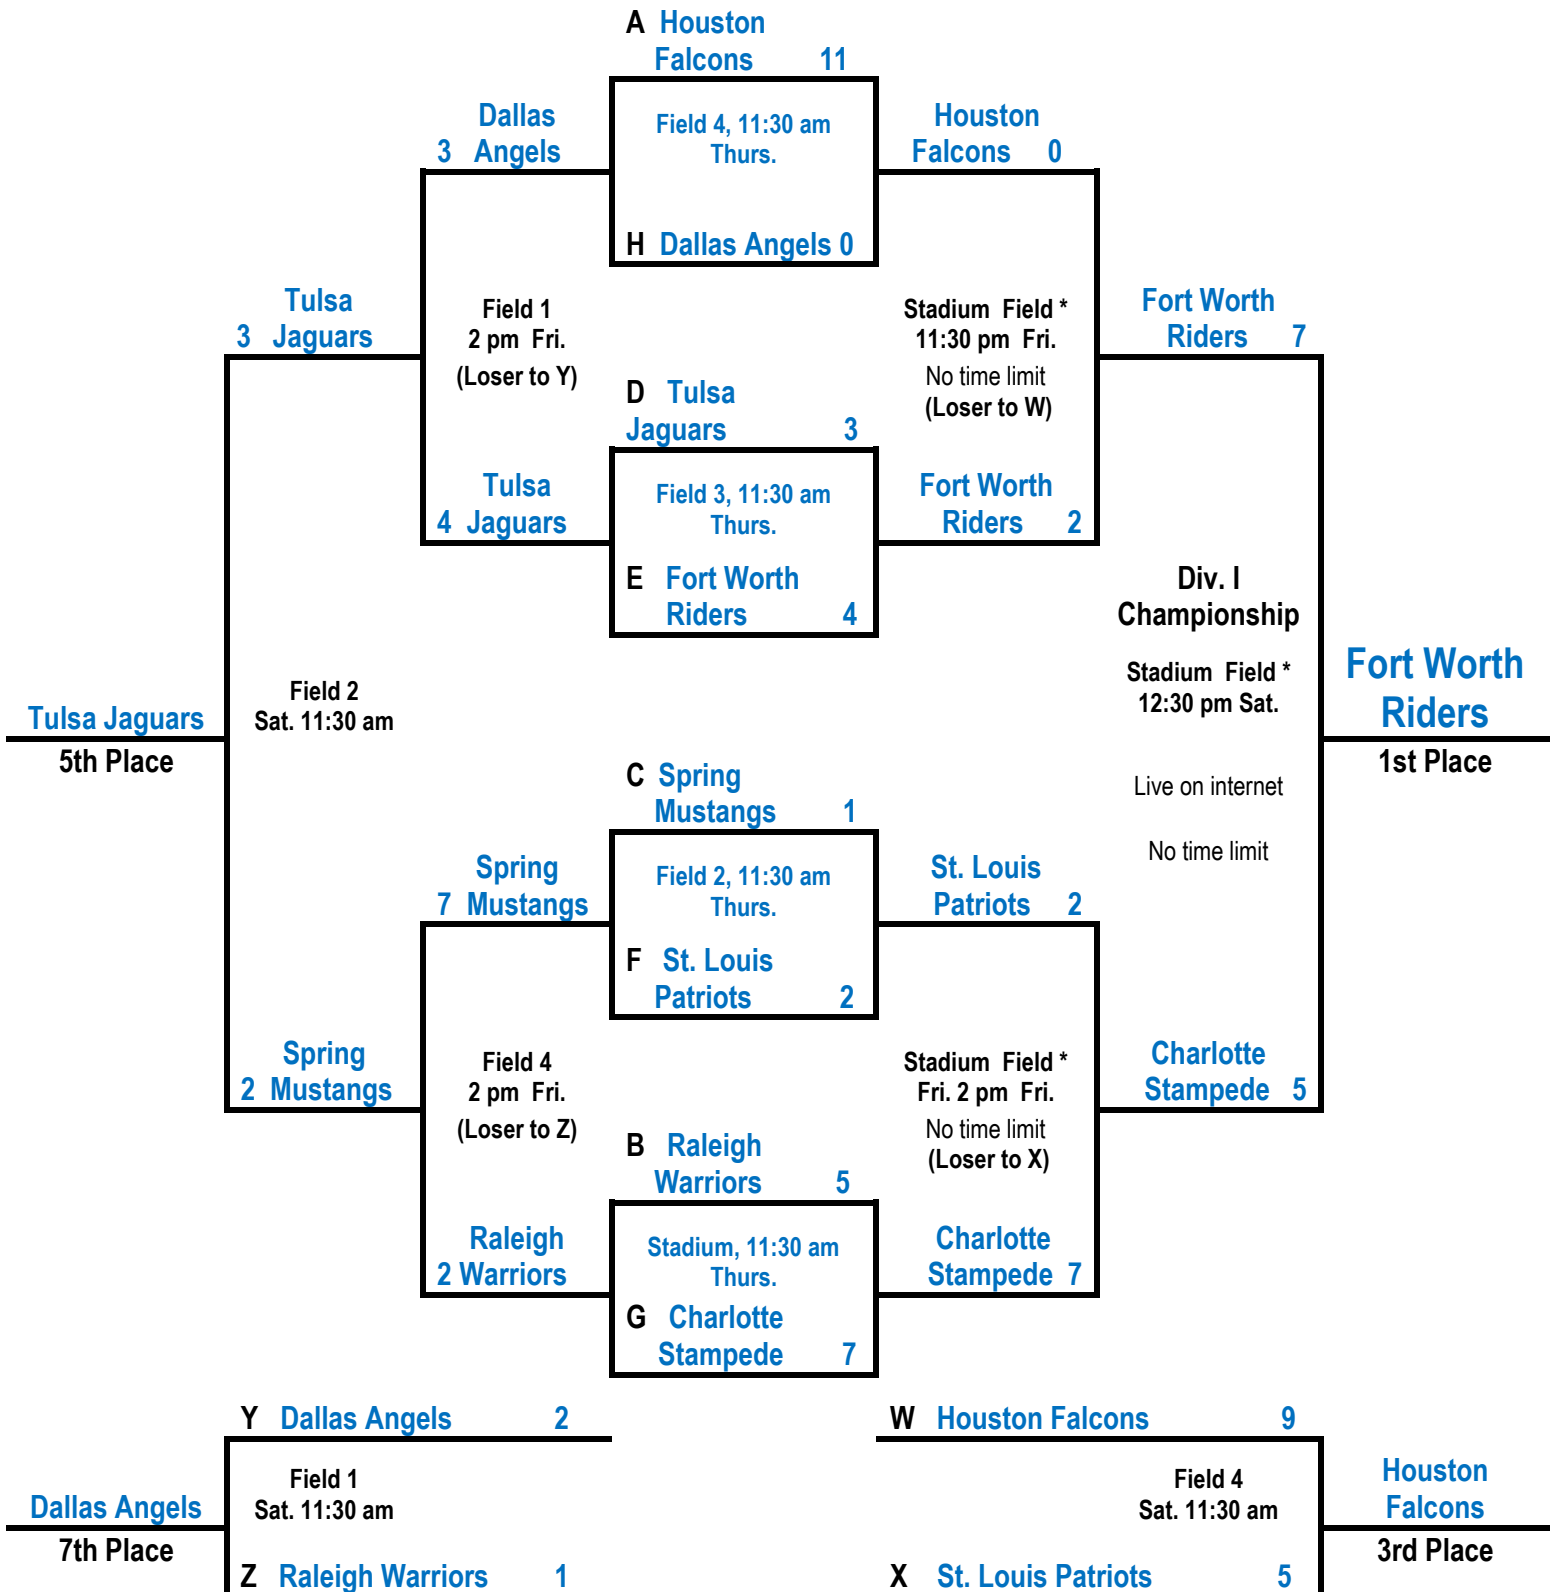 A Houston
Falcons 11
Dallas
3 Angels
Field 4, 11:30 am
Thurs.
Houston
Falcons 0
H Dallas Angels 0
Tulsa
3 Jaguars
Field 1
2 pm Fri.
(Loser to Y)
Stadium Field *
11:30 pm Fri.
No time limit
(Loser to W)
Fort Worth
Riders 7
D Tulsa
Jaguars 3
Tulsa
4 Jaguars
Field 3, 11:30 am
Thurs.
Fort Worth
Riders 2
E Fort Worth
Riders 4
Div. I
Championship
Stadium Field *
12:30 pm Sat.
Live on internet
No time limit
Fort Worth
Riders
1st Place
Field 2
Sat. 11:30 am
Tulsa Jaguars
5th Place
C Spring
Mustangs 1
Spring
7 Mustangs
Field 2, 11:30 am
Thurs.
St. Louis
Patriots 2
F St. Louis
Patriots 2
Spring
2 Mustangs
Field 4
2 pm Fri.
(Loser to Z)
Stadium Field *
Fri. 2 pm Fri.
No time limit
(Loser to X)
Charlotte
Stampede 5
B Raleigh
Warriors 5
Raleigh
2 Warriors
Stadium, 11:30 am
Thurs.
Charlotte
Stampede 7
G Charlotte
Stampede 7
Y Dallas Angels 2
Field 1
Sat. 11:30 am
Dallas Angels
7th Place
Z Raleigh Warriors 1
W Houston Falcons 9
Field 4
Sat. 11:30 am
Houston
Falcons
3rd Place
X St. Louis Patriots 5